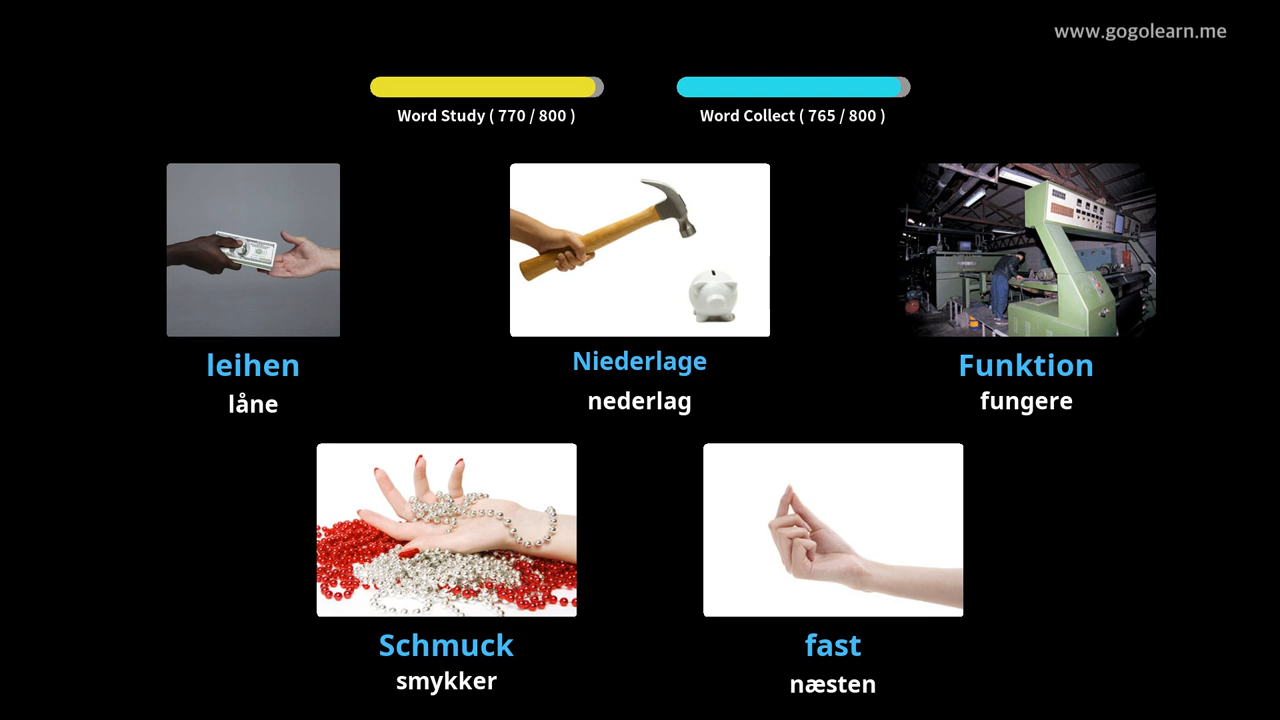 www.gogolearn.me
Word Study ( 770 / 800 )
Word Collect ( 765 / 800 )
leihen
låne
Niederlage
nederlag
Funktion
fungere
Schmuck
smykker
fast
næsten